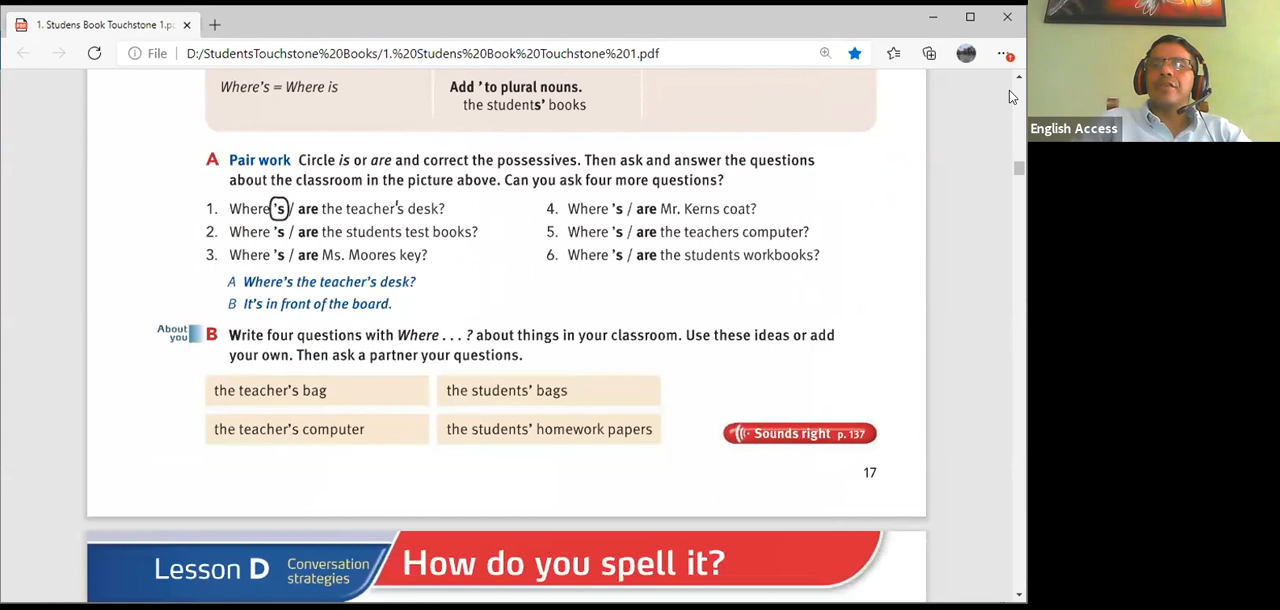 1. Studens Book Touchstone 1.pd
File
D:/StudentsTouchstone%20Books/1.%20Studens%20Book%20Touchstone%201.pdf
English Access
Where's = Where is
Add ' to plural nouns.
the students' books
A Pair work Circle is or are and correct the possessives. Then ask and answer the questions
about the classroom in the picture above. Can you ask four more questions?
1. Where 's / are the teacher's desk?
2. Where 's / are the students test books?
3. Where 's / are Ms. Moores key?
4. Where 's / are Mr. Kerns coat?
5. Where 's / are the teachers computer?
6. Where 's / are the students workbooks?
A Where's the teacher's desk?
B It's in front of the board.
About
you
B Write four questions with Where . . . ? about things in your classroom. Use these ideas or add
your own. Then ask a partner your questions.
the teacher's bag
the students' bags
the teacher's computer
the students' homework papers
Sounds right p. 137
17
Lesson D
Conversation
strategies
How do you spell it?